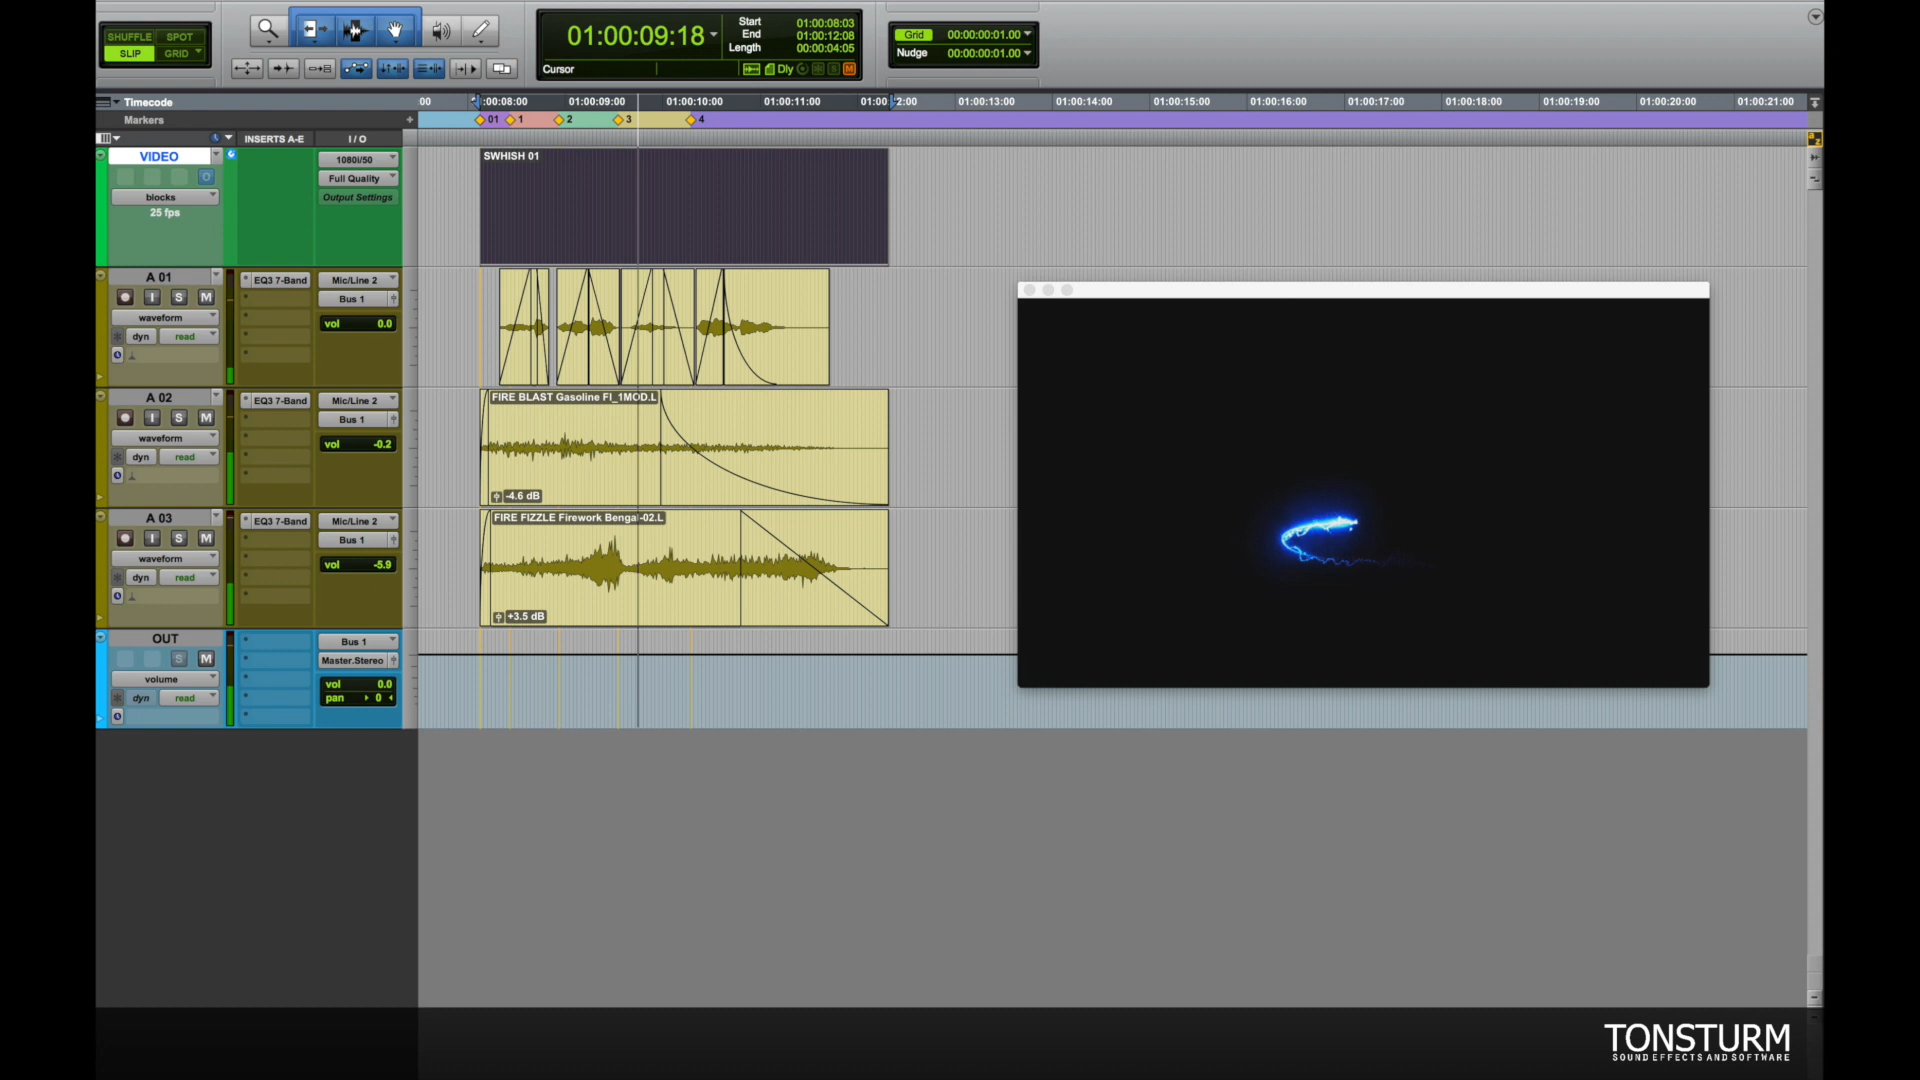 SHUFFLE SPOT
SLIP GRID
01:00:09:18
Start 01:00:08:03
End 01:00:12:08
Length 00:00:04:05
Cursor
Dly
S M
Grid 00:00:00:01.00
Nudge 00:00:00:01.00
Timecode
00 :00:08:00 01:00:09:00 01:00:10:00 01:00:11:00 01:00: 2:00 01:00:13:00 01:00:14:00 01:00:15:00 01:00:16:00 01:00:17:00 01:00:18:00 01:00:19:00 01:00:20:00 01:00:21:00
Markers
01 1 2 3 4
INSERTS A-E I / O
VIDEO
1080i/50
Full Quality
blocks
Output Settings
25 fps
SWHISH 01
A 01
EQ3 7-Band
Mic/Line 2
I S M
Bus 1
waveform
vol 0.0
dyn read
A 02
EQ3 7-Band
Mic/Line 2
I S M
Bus 1
waveform
vol -0.2
dyn read
FIRE BLAST Gasoline FI_1MOD.L
-4.6 dB
A 03
EQ3 7-Band
Mic/Line 2
I S M
Bus 1
waveform
vol -5.9
dyn read
FIRE FIZZLE Firework Bengal-02.L
+3.5 dB
OUT
Bus 1
S M
Master.Stereo
volume
vol 0.0
dyn read
pan 0
TONSTURM
SOUND EFFECTS AND SOFTWARE